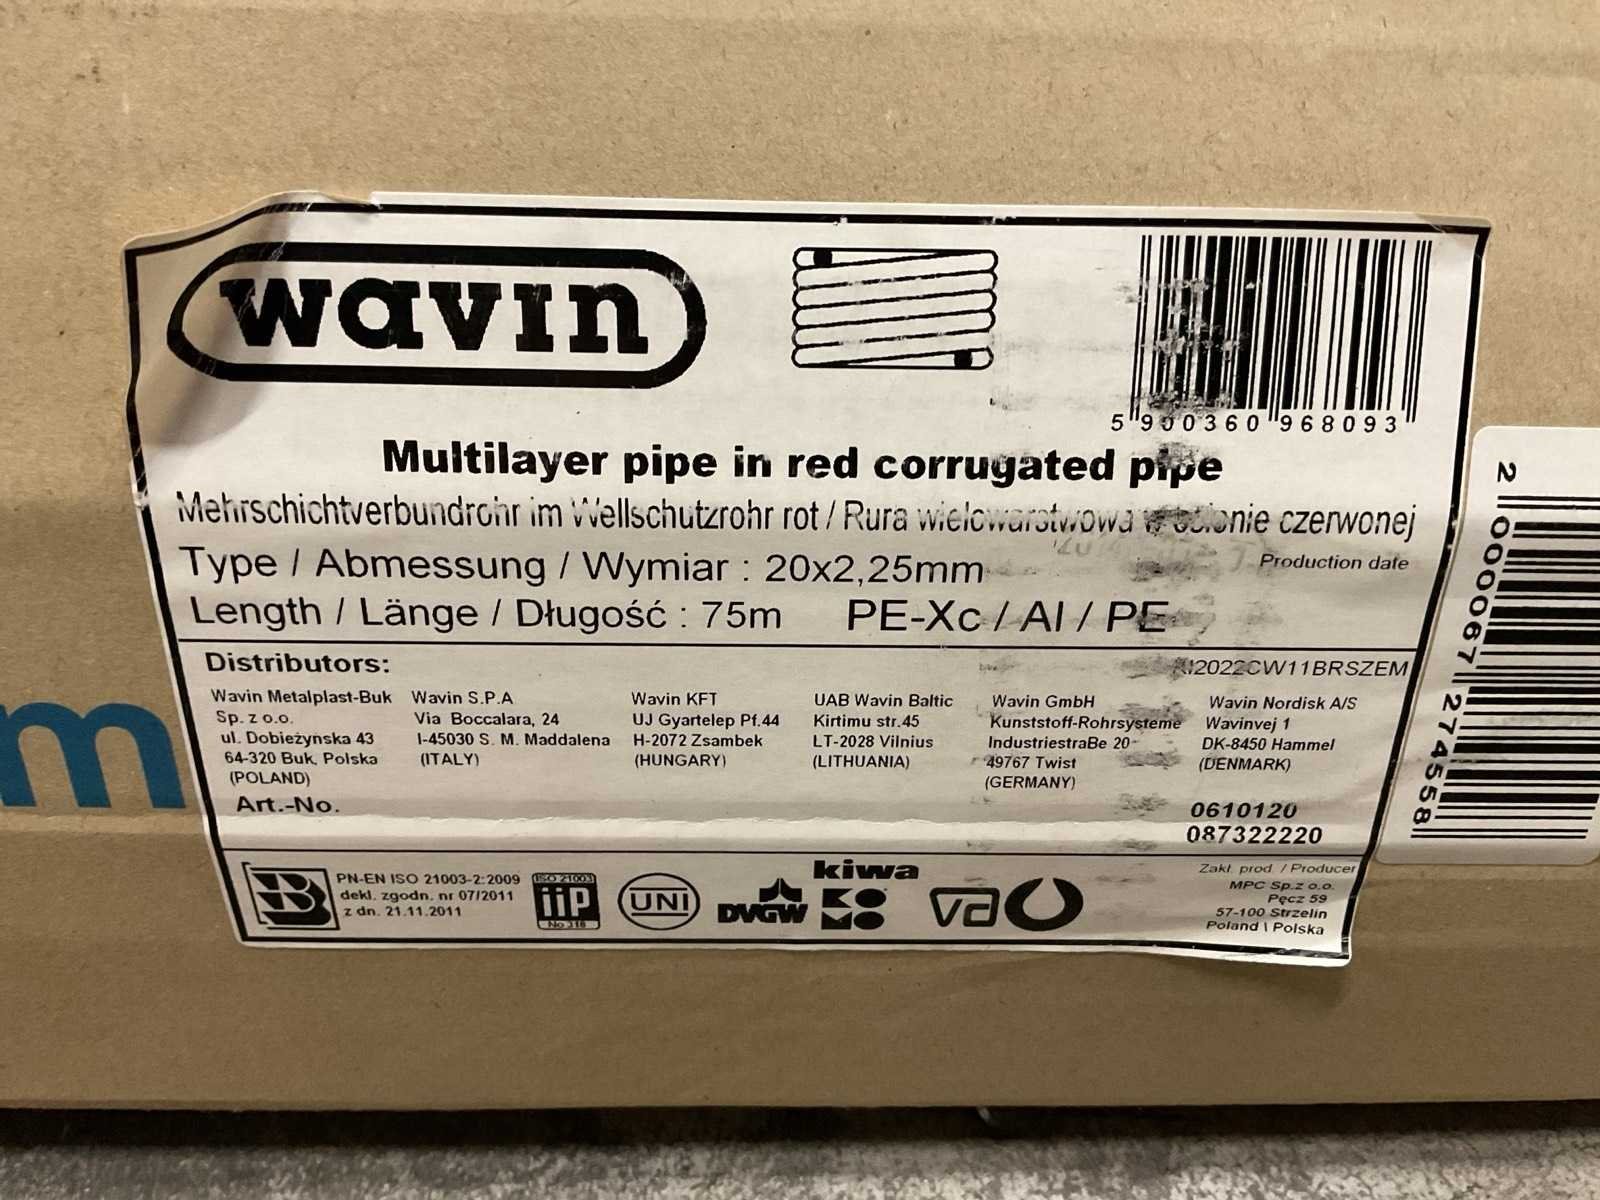 wavin
5 900360 968093
Multilayer pipe in red corrugated pipe
Mehrschichtverbundrohr im Wellschutzrohr rot / Rura wielowarstwowa w osłonie czerwonej
Type / Abmessung / Wymiar : 20x2,25mm
Production date
Length / Länge / Długość : 75m PE-Xc / Al / PE
Distributors:
2022CW11BRSZEM
Wavin Metalplast-Buk
Sp. z o.o.
ul. Dobieżynska 43
64-320 Buk, Polska
(POLAND)
Wavin S.P.A
Via Boccalara, 24
I-45030 S. M. Maddalena
(ITALY)
Wavin KFT
UJ Gyartelep Pf.44
H-2072 Zsambek
(HUNGARY)
UAB Wavin Baltic
Kirtimu str.45
LT-2028 Vilnius
(LITHUANIA)
Wavin GmbH
Kunststoff-Rohrsysteme
IndustriestraBe 20
49767 Twist
(GERMANY)
Wavin Nordisk A/S
Wavinvej 1
DK-8450 Hammel
(DENMARK)
Art.-No.
0610120
087322220
B
PN-EN ISO 21003-2:2009
dekl. zgodn. nr 07/2011
z dn. 21.11.2011
ISO 21003
iiP
No 318
UNI
DVGW
kiwa
KOMO
va
Zakł. prod. / Producer
MPC Sp.z o.o.
Pęcz 59
57-100 Strzelin
Poland \ Polska
2 000067 274558
m